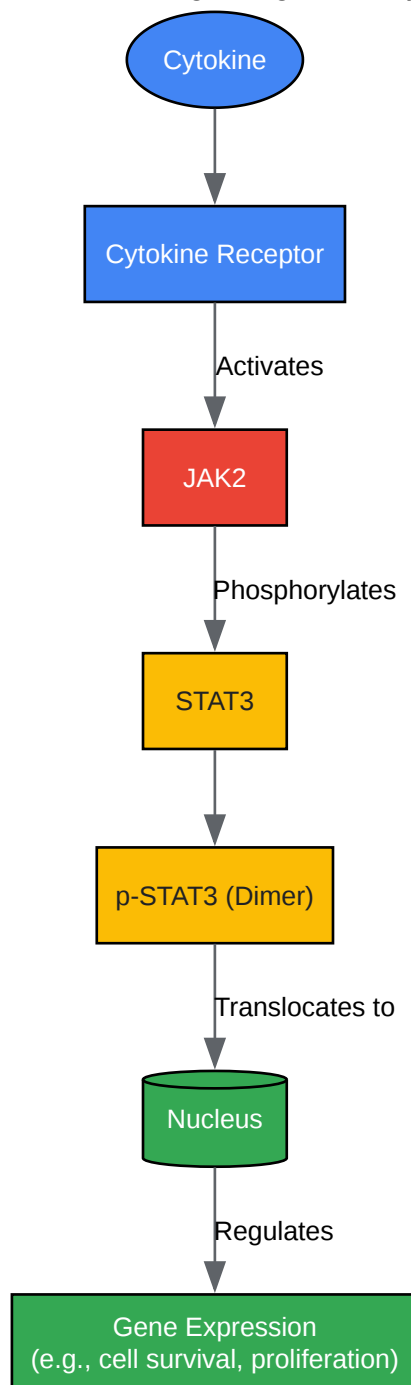 Cytokine
Cytokine Receptor
Activates
JAK2
Phosphorylates
STAT3
p-STAT3 (Dimer)
Translocates to
Nucleus
Regulates
Gene Expression
(e.g., cell survival, proliferation)